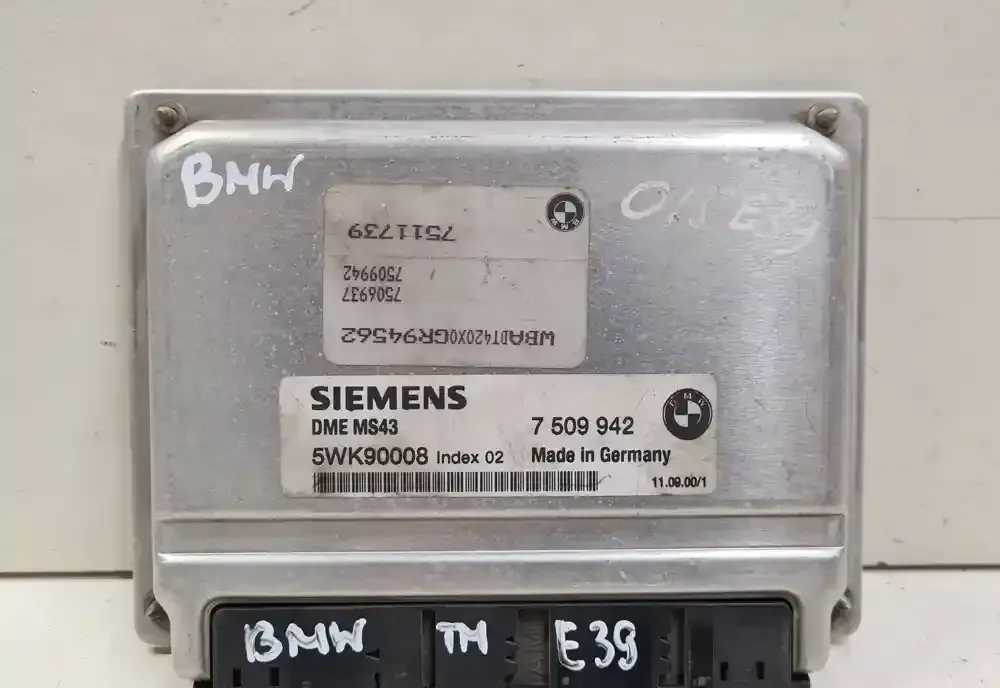 BMW
7511739
7509942
7506937
WBADT420X0GR94562
SIEMENS
DME MS43 7 509 942
5WK90008 Index 02 Made in Germany
11.09.00/1
BMW TM E39